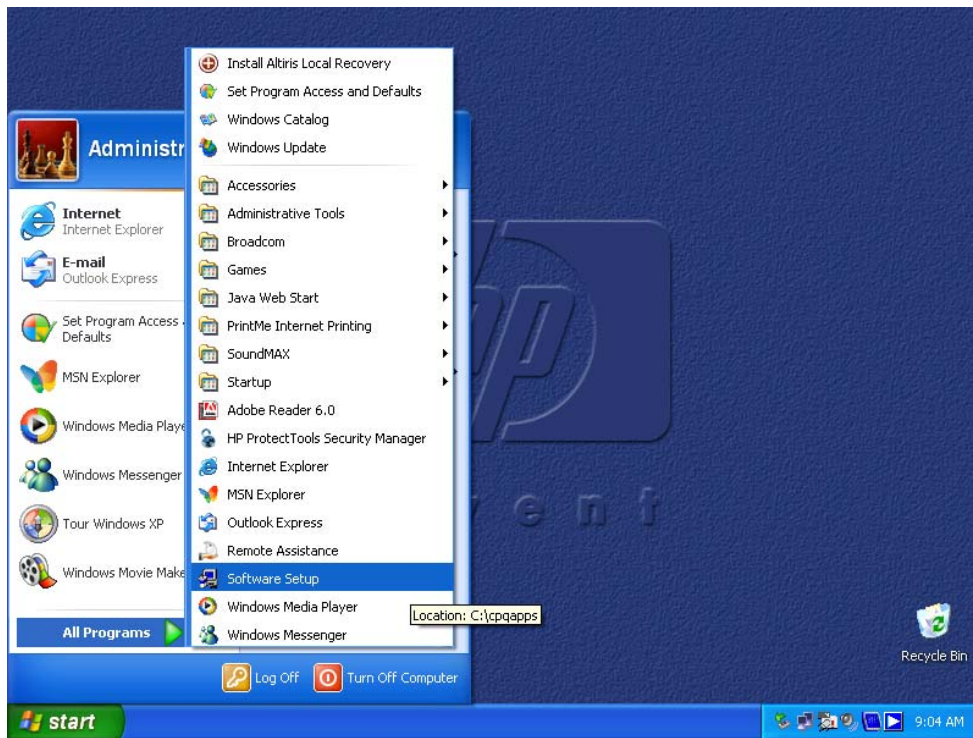 Install Altiris Local Recovery
Set Program Access and Defaults
Windows Catalog
Windows Update
Accessories
Administrative Tools
Broadcom
Games
Java Web Start
PrintMe Internet Printing
SoundMAX
Startup
Adobe Reader 6.0
HP ProtectTools Security Manager
Internet Explorer
MSN Explorer
Outlook Express
Remote Assistance
Software Setup
Windows Media Player
Windows Messenger
Location: C:\cpqapps
Administr
Internet
Internet Explorer
E-mail
Outlook Express
Set Program Access
Defaults
MSN Explorer
Windows Media Playe
Windows Messenger
Tour Windows XP
Windows Movie Make
All Programs
Log Off
Turn Off Computer
hp
vent
Recycle Bin
start
9:04 AM